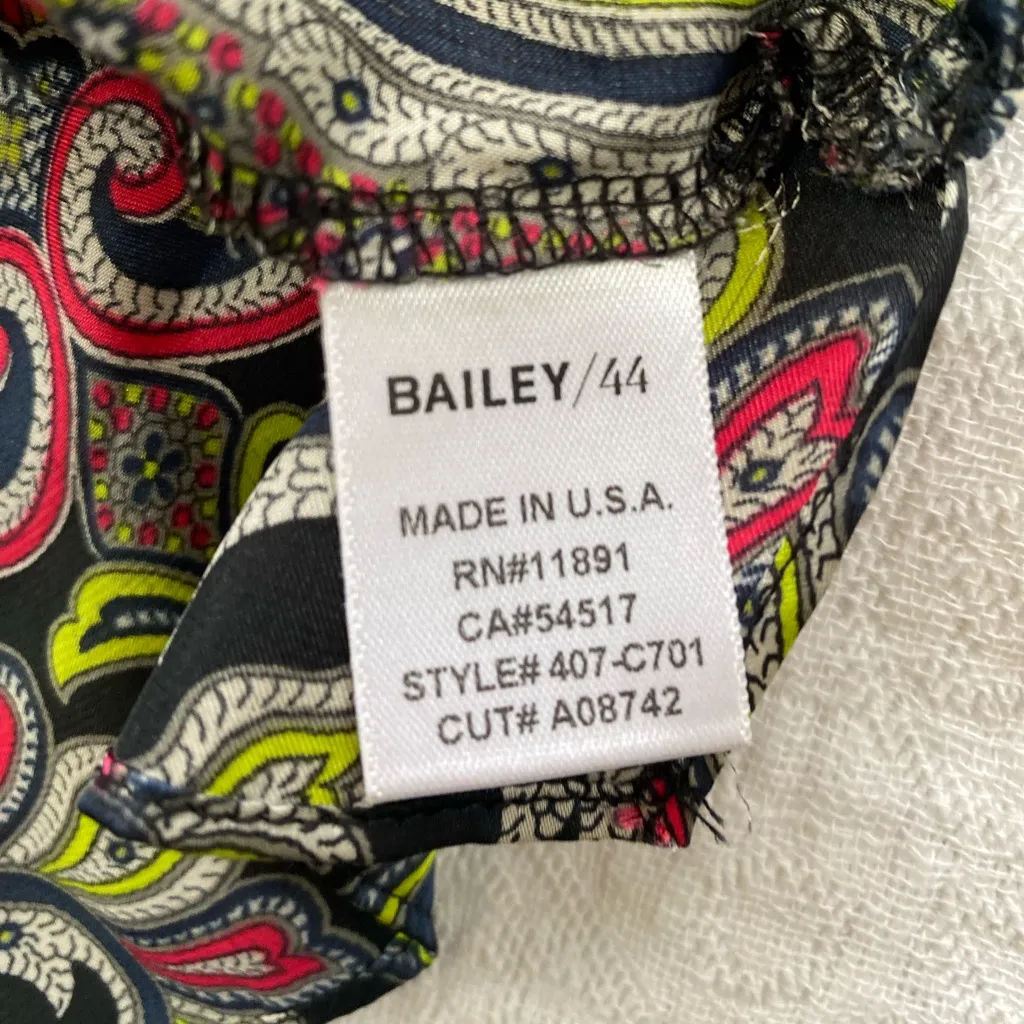 BAILEY/44
MADE IN U.S.A.
RN#11891
CA#54517
STYLE# 407-C701
CUT# A08742